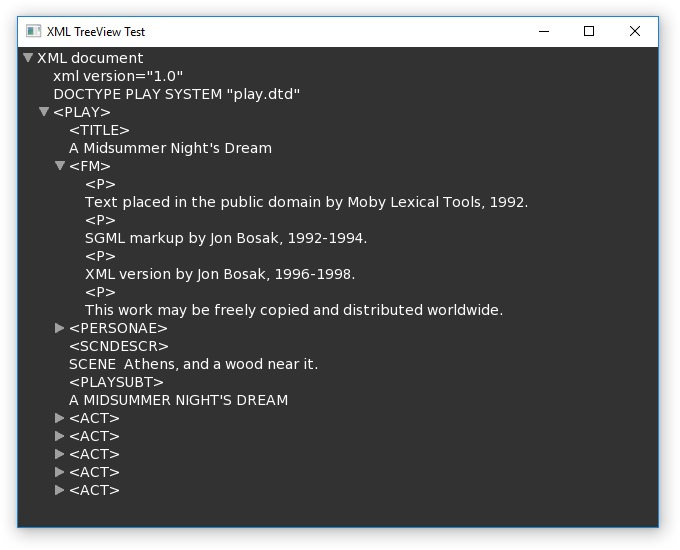 XML TreeView Test
XML document
xml version="1.0"
DOCTYPE PLAY SYSTEM "play.dtd"
<PLAY>
<TITLE>
A Midsummer Night's Dream
<FM>
<P>
Text placed in the public domain by Moby Lexical Tools, 1992.
<P>
SGML markup by Jon Bosak, 1992-1994.
<P>
XML version by Jon Bosak, 1996-1998.
<P>
This work may be freely copied and distributed worldwide.
<PERSONAE>
<SCNDESCR>
SCENE  Athens, and a wood near it.
<PLAYSUBT>
A MIDSUMMER NIGHT'S DREAM
<ACT>
<ACT>
<ACT>
<ACT>
<ACT>